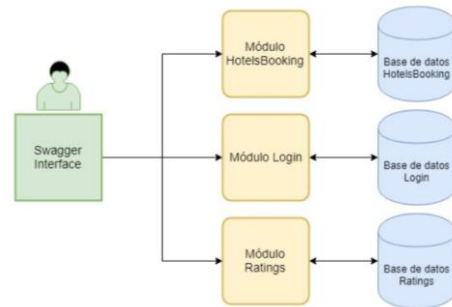 Módulo
HotelsBooking
Base de datos
HotelsBooking
Swagger
Interface
Módulo Login
Base de datos
Login
Módulo
Ratings
Base de datos
Ratings